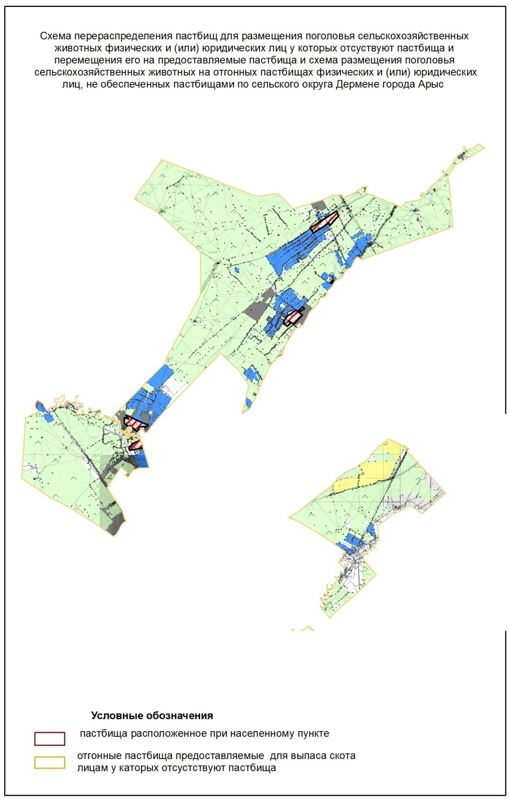 Схема перераспределения пастбищ для размещения поголовья сельскохозяйственных
животных физических и (или) юридических лиц у которых отсуствуют пастбища и
перемещения его на предоставляемые пастбища и схема размещения поголовья
сельскохозяйственных животных на отгонных пастбищах физических и (или) юридических
лиц, не обеспеченных пастбищами по сельского округа Дермене города Арыс
Условные обозначения
пастбища расположенное при населенному пункте
отгонные пастбища предоставляемые для выпаса скота
лицам у каторых отсутстствуют пастбища